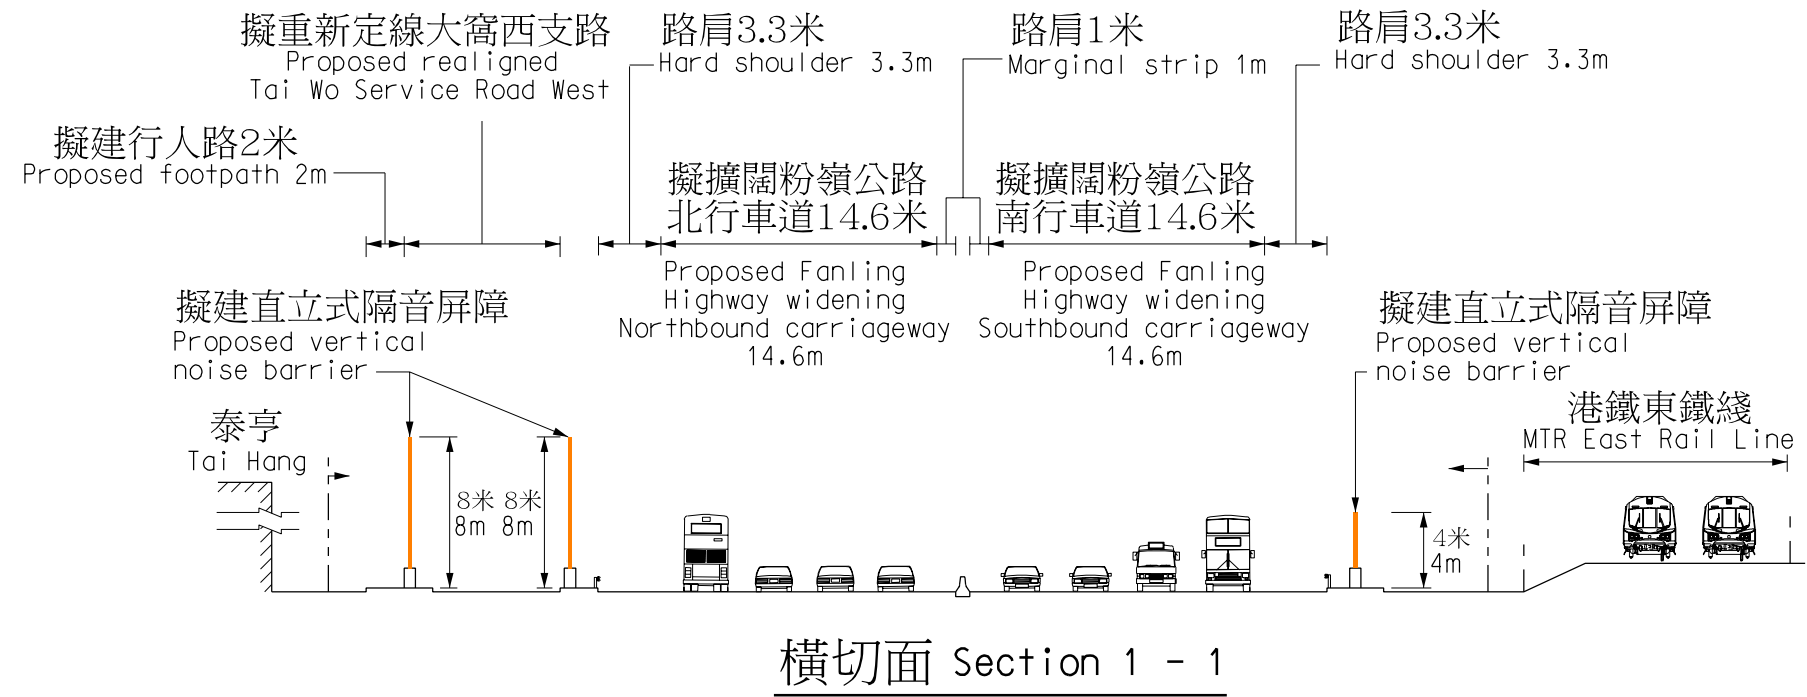 擬重新定線大窩西支路
Proposed realigned
Tai Wo Service Road West
路肩3.3米
Hard shoulder 3.3m
路肩1米
Marginal strip 1m
路肩3.3米
Hard shoulder 3.3m
擬建行人路2米
Proposed footpath 2m
擬擴闊粉嶺公路
北行車道14.6米
Proposed Fanling
Highway widening
Northbound carriageway
14.6m
擬擴闊粉嶺公路
南行車道14.6米
Proposed Fanling
Highway widening
Southbound carriageway
14.6m
擬建直立式隔音屏障
Proposed vertical
noise barrier
擬建直立式隔音屏障
Proposed vertical
noise barrier
泰亨
Tai Hang
港鐵東鐵綫
MTR East Rail Line
8米 8米
8m 8m
4米
4m
橫切面 Section 1 - 1